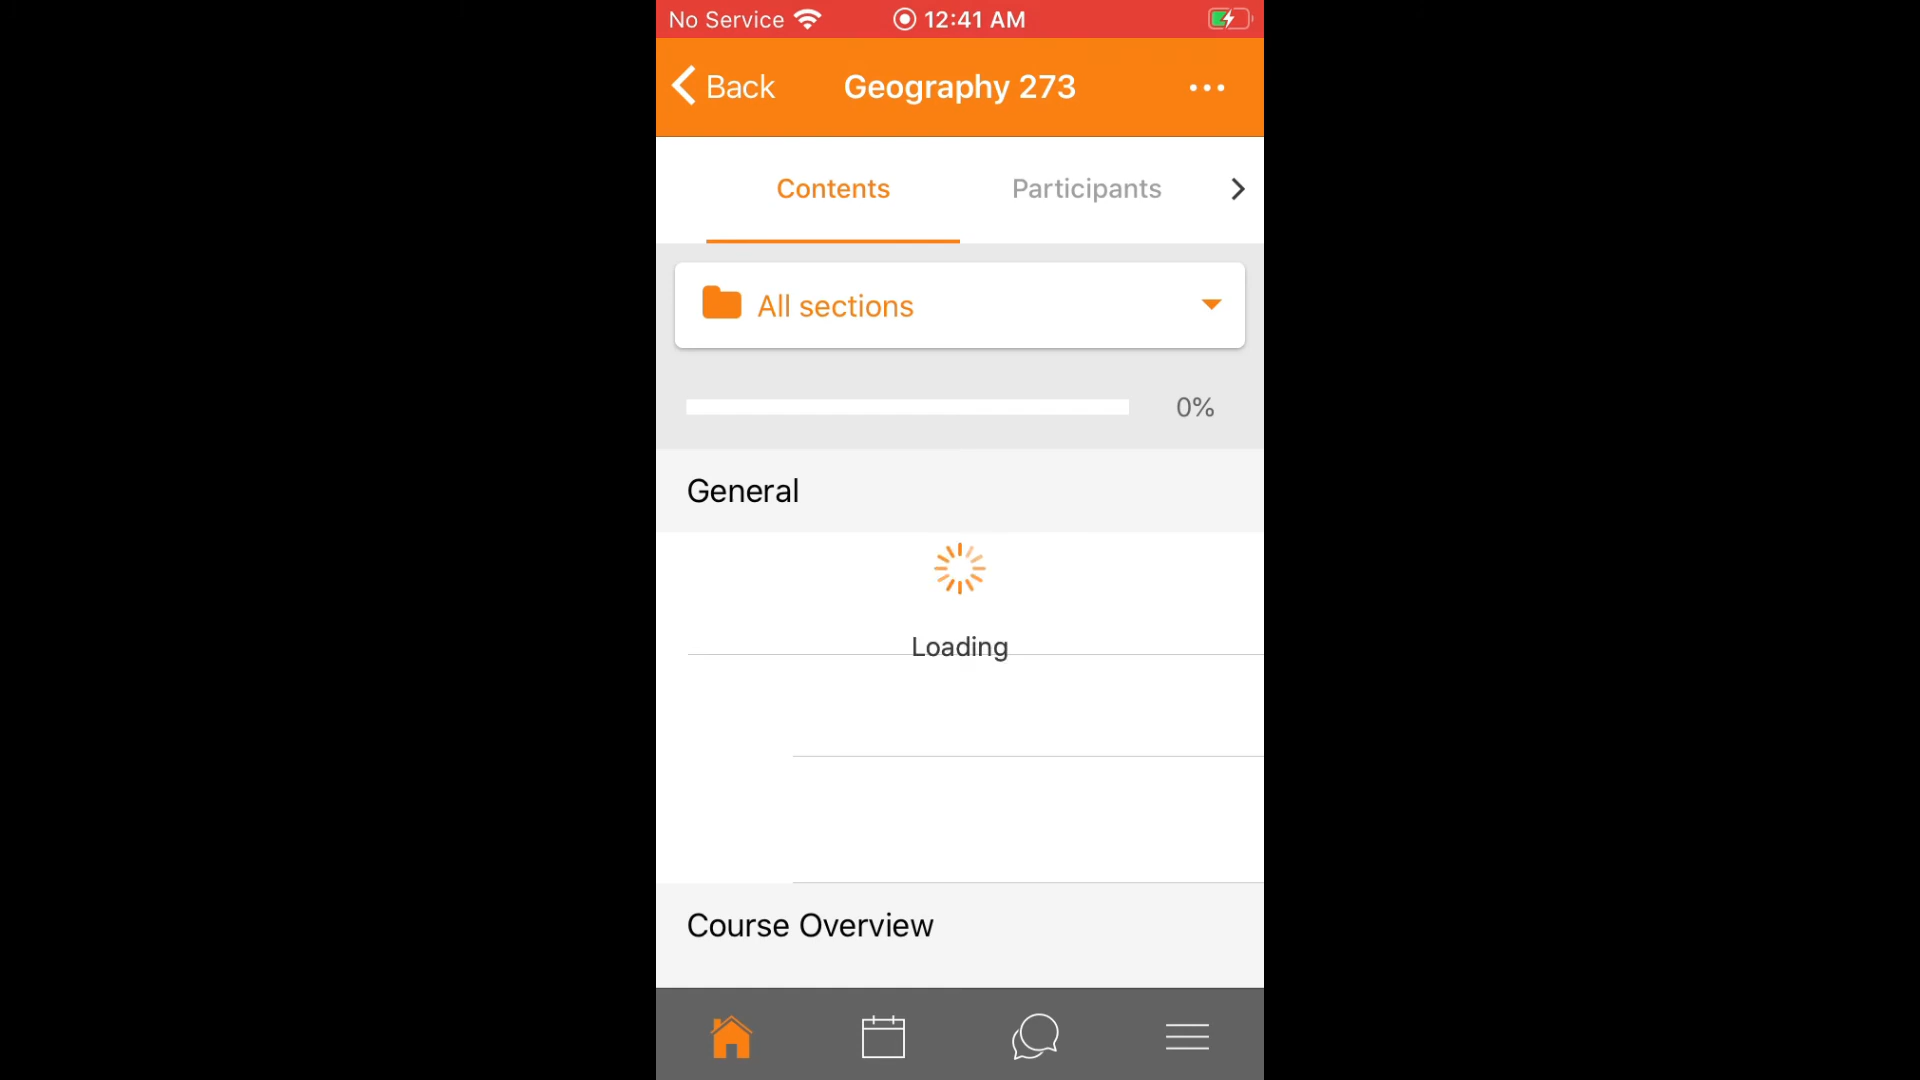 No Service 12:41 AM
Back Geography 273
Contents Participants
All sections
0%
General
Loading
Course Overview